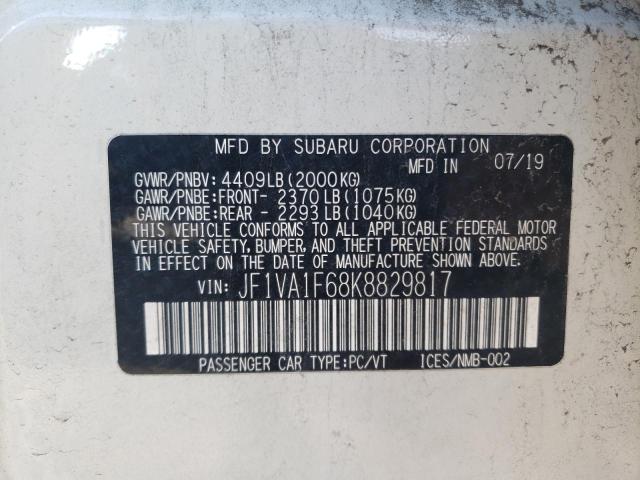 MFD BY SUBARU CORPORATION
MFD IN 07/19
GVWR/PNBV: 4409LB(2000KG)
GAWR/PNBE:FRONT- 2370LB(1075KG)
GAWR/PNBE:REAR - 2293LB(1040KG)
THIS VEHICLE CONFORMS TO ALL APPLICABLE FEDERAL MOTOR
VEHICLE SAFETY, BUMPER, AND THEFT PREVENTION STANDARDS
IN EFFECT ON THE DATE OF MANUFACTURE SHOWN ABOVE.
VIN: JF1VA1F68K8829817
PASSENGER CAR TYPE:PC/VT ICES/NMB-002